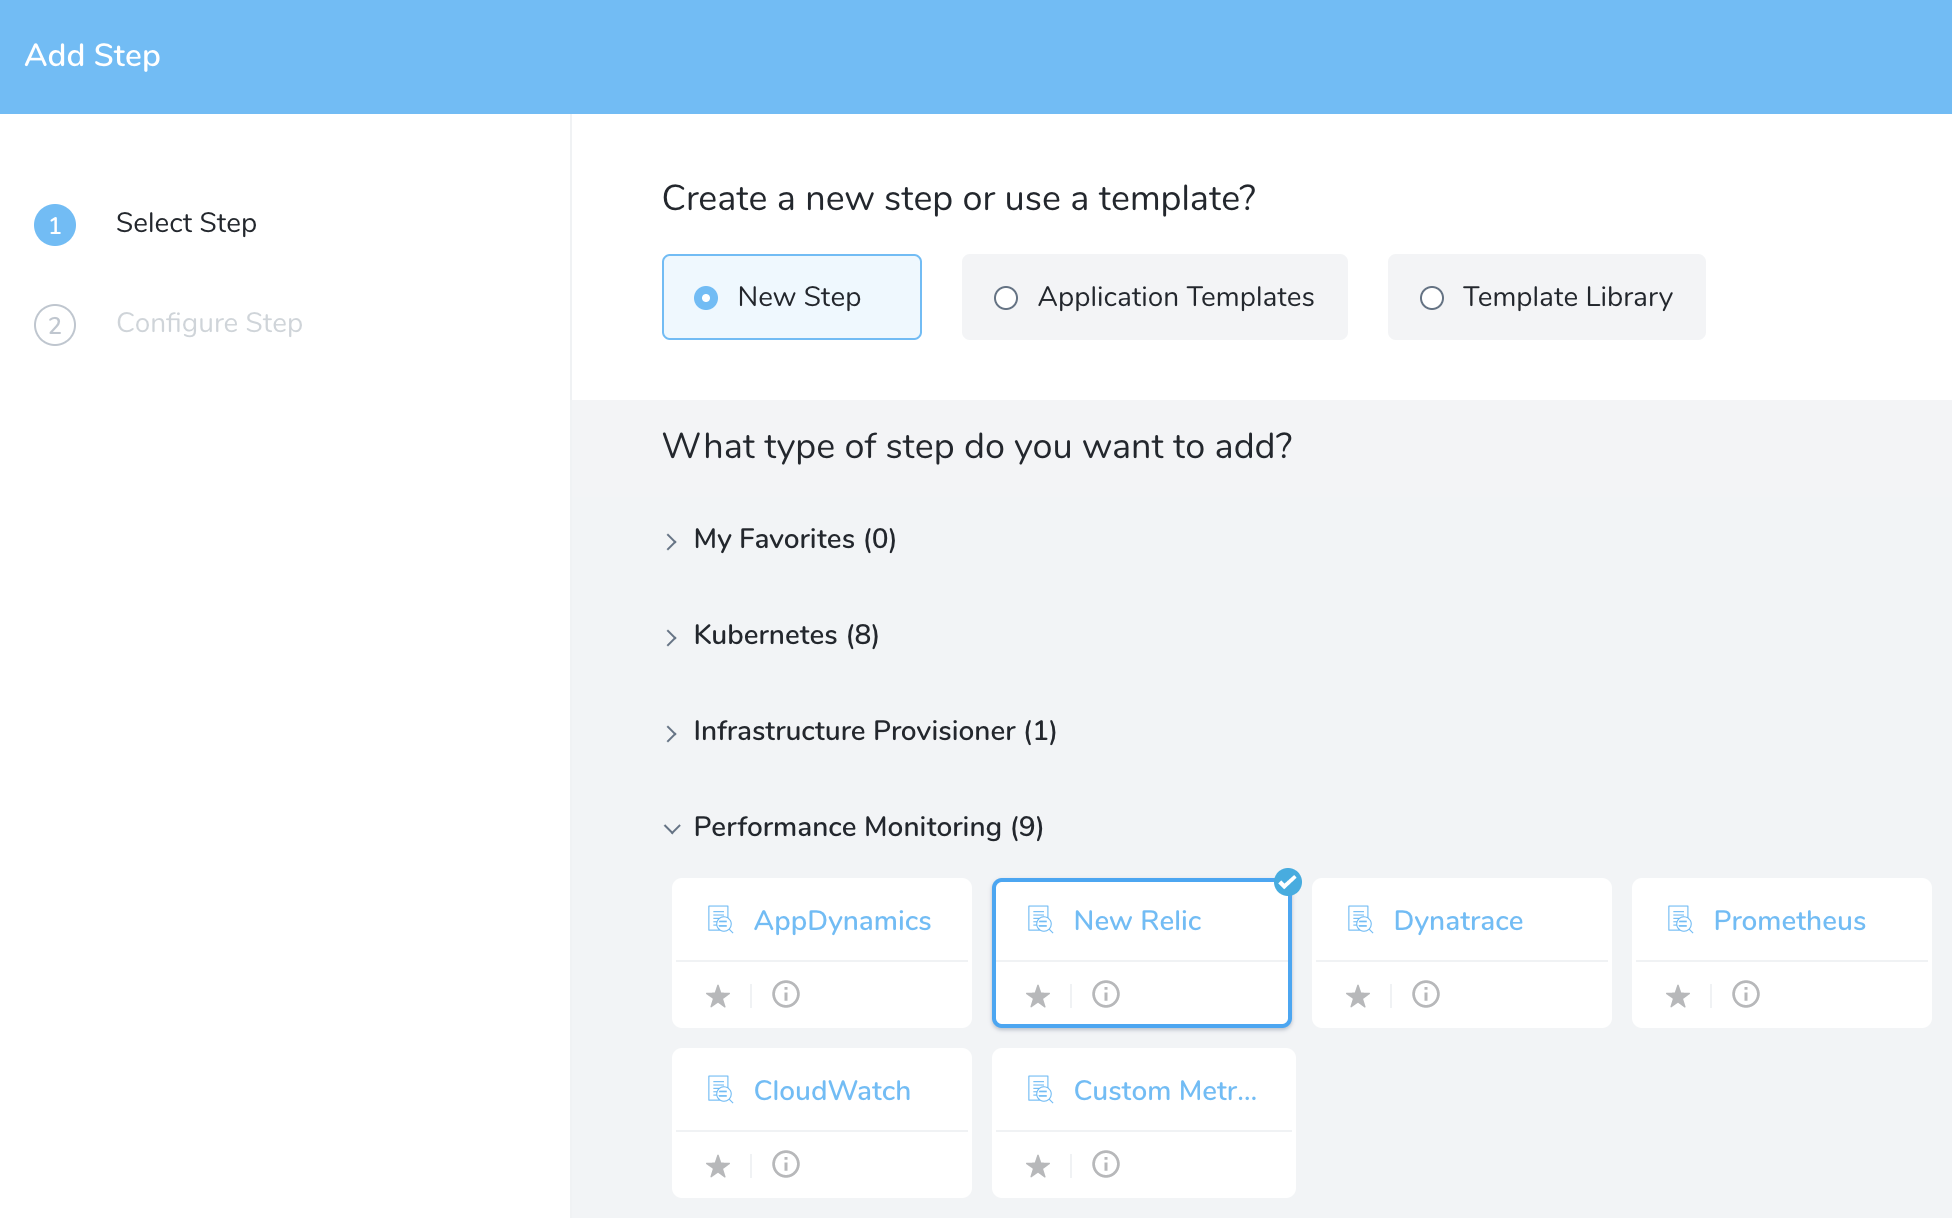 Add Step
1 Select Step
2 Configure Step
Create a new step or use a template?
New Step Application Templates Template Library
What type of step do you want to add?
My Favorites (0)
Kubernetes (8)
Infrastructure Provisioner (1)
Performance Monitoring (9)
AppDynamics New Relic Dynatrace Prometheus
CloudWatch Custom Metr...